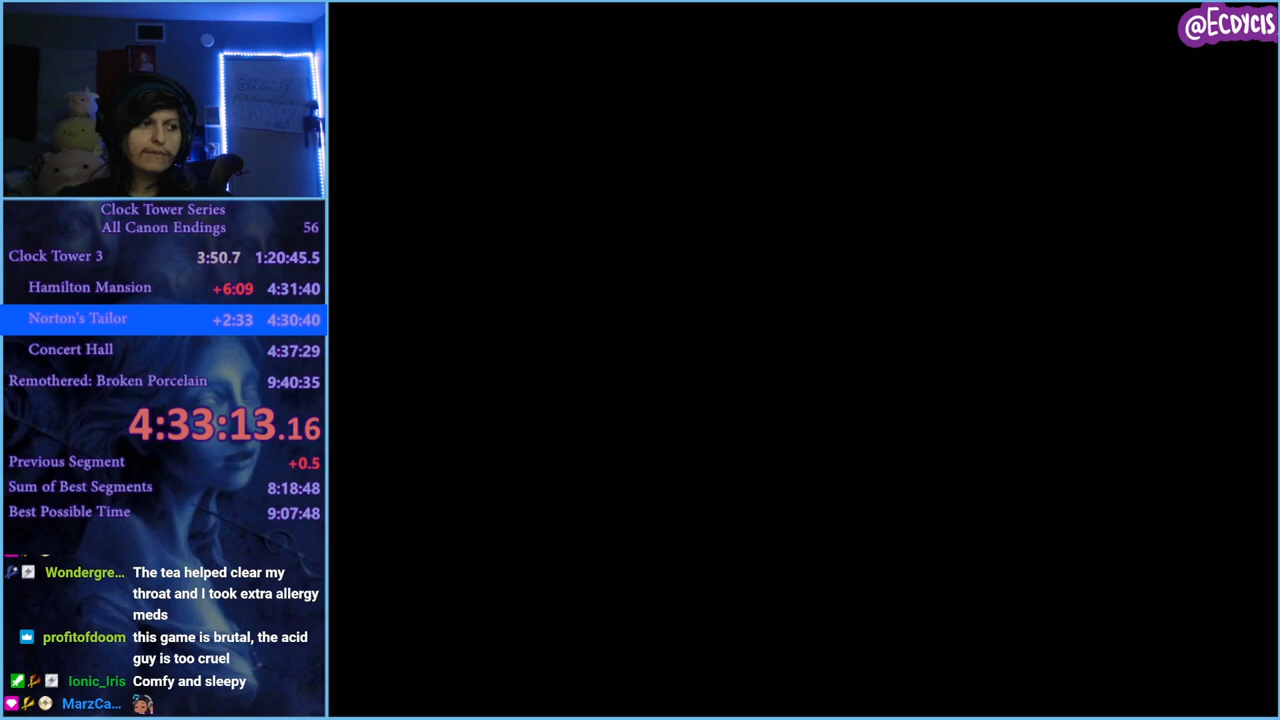 @ECDYCIS
Clock Tower Series
All Canon Endings 56
Clock Tower 3 3:50.7 1:20:45.5
Hamilton Mansion +6:09 4:31:40
Norton's Tailor +2:33 4:30:40
Concert Hall 4:37:29
Remothered: Broken Porcelain 9:40:35
4:33:13.16
Previous Segment +0.5
Sum of Best Segments 8:18:48
Best Possible Time 9:07:48
Wondergre... The tea helped clear my
throat and I took extra allergy
meds
profitofdoom this game is brutal, the acid
guy is too cruel
Ionic_Iris Comfy and sleepy
MarzCa...